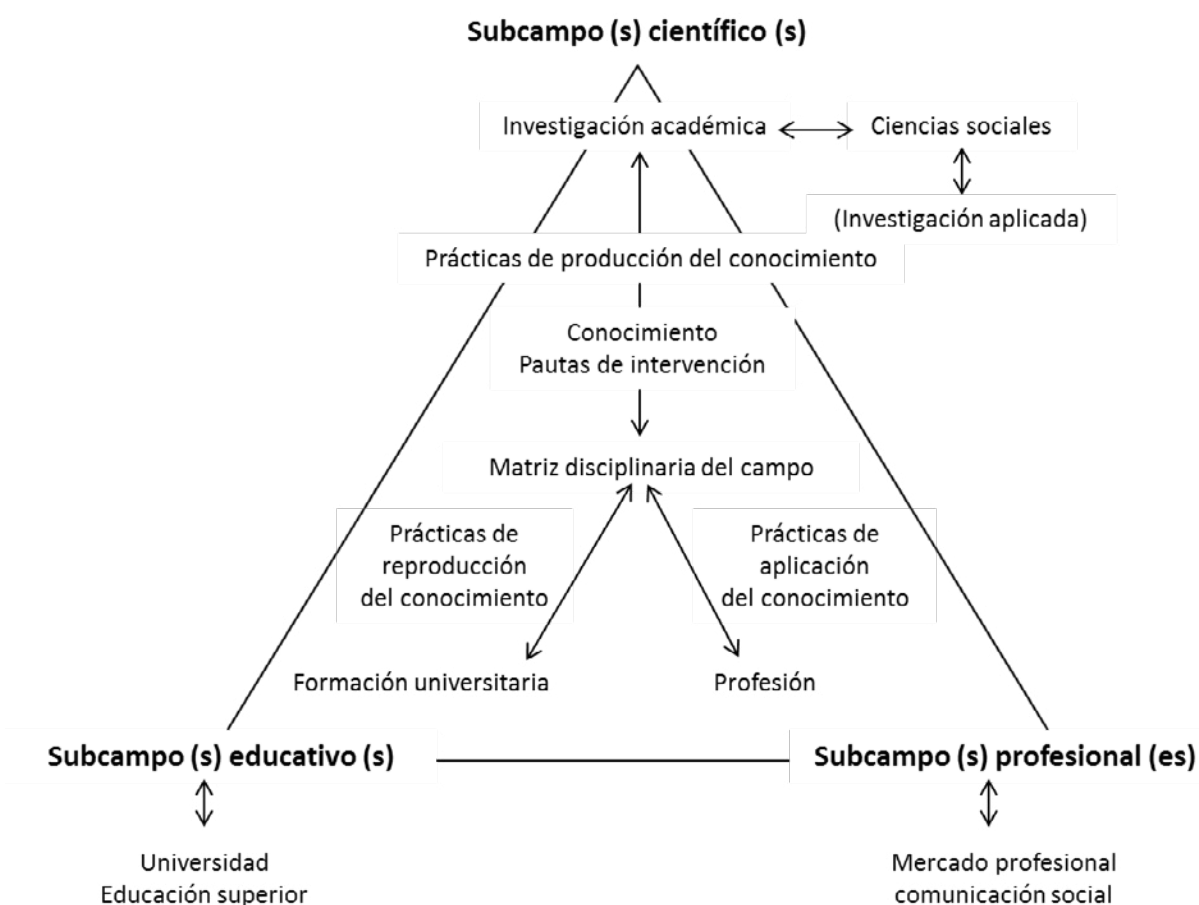 Subcampo (s) científico (s)
Investigación académica
Ciencias sociales
(Investigación aplicada)
Prácticas de producción del conocimiento
Conocimiento
Pautas de intervención
Matriz disciplinaria del campo
Prácticas de
reproducción
del conocimiento
Prácticas de
aplicación
del conocimiento
Formación universitaria
Profesión
Subcampo (s) educativo (s)
Subcampo (s) profesional (es)
Universidad
Educación superior
Mercado profesional
comunicación social